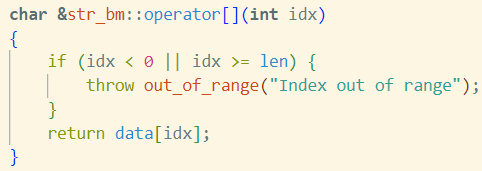 char &str_bm::operator[](int idx)
{
    if (idx < 0 || idx >= len) {
        throw out_of_range("Index out of range");
    }
    return data[idx];
}